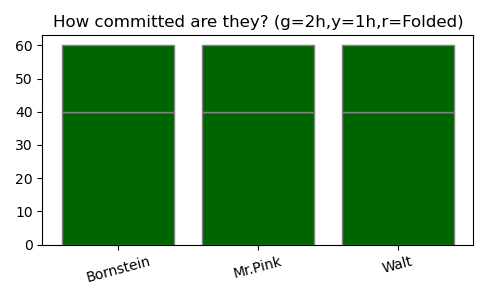 How committed are they? (g=2h,y=1h,r=Folded)
60
50
40
30
20
10
0
Bornstein
Mr.Pink
Walt